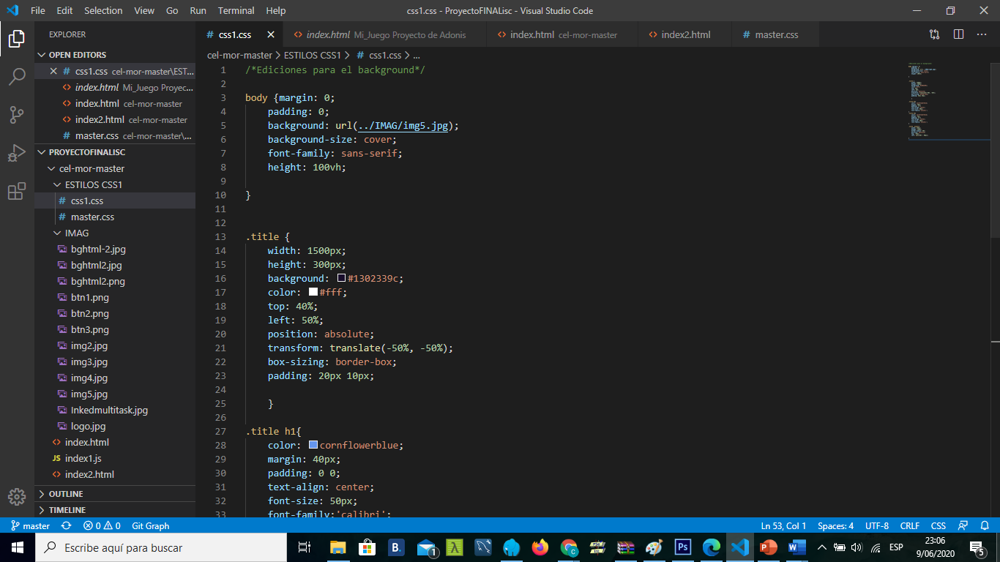 File Edit Selection View Go Run Terminal Help
css1.css - ProyectoFINALisc - Visual Studio Code
EXPLORER
OPEN EDITORS
css1.css cel-mor-master\EST...
index.html Mi_Juego Proyec...
index.html cel-mor-master
index2.html cel-mor-master
master.css cel-mor-master\...
PROYECTOFINALISC
cel-mor-master
ESTILOS CSS1
css1.css
master.css
IMAG
bghtml-2.jpg
bghtml2.jpg
bghtml2.png
btn1.png
btn2.png
btn3.png
img2.jpg
img3.jpg
img4.jpg
img5.jpg
Inkedmultitask.jpg
logo.jpg
index.html
JS index1.js
index2.html
OUTLINE
TIMELINE
css1.css index.html Mi_Juego Proyecto de Adonis index.html cel-mor-master index2.html master.css
cel-mor-master > ESTILOS CSS1 > # css1.css > ...
1 /*Ediciones para el background*/
2
3 body {margin: 0;
4 padding: 0;
5 background: url(../IMAG/img5.jpg);
6 background-size: cover;
7 font-family: sans-serif;
8 height: 100vh;
9
10 }
11
12
13 .title {
14 width: 1500px;
15 height: 300px;
16 background: #1302339c;
17 color: #fff;
18 top: 40%;
19 left: 50%;
20 position: absolute;
21 transform: translate(-50%, -50%);
22 box-sizing: border-box;
23 padding: 20px 10px;
24
25 }
26
27 .title h1{
28 color: cornflowerblue;
29 margin: 40px;
30 padding: 0 0;
31 text-align: center;
32 font-size: 50px;
33 font-family:'calibri';
master 0 0 Git Graph
Ln 53, Col 1 Spaces: 4 UTF-8 CRLF CSS
Escribe aquí para buscar
B. 1 Ps
ESP
23:06
9/06/2020
5